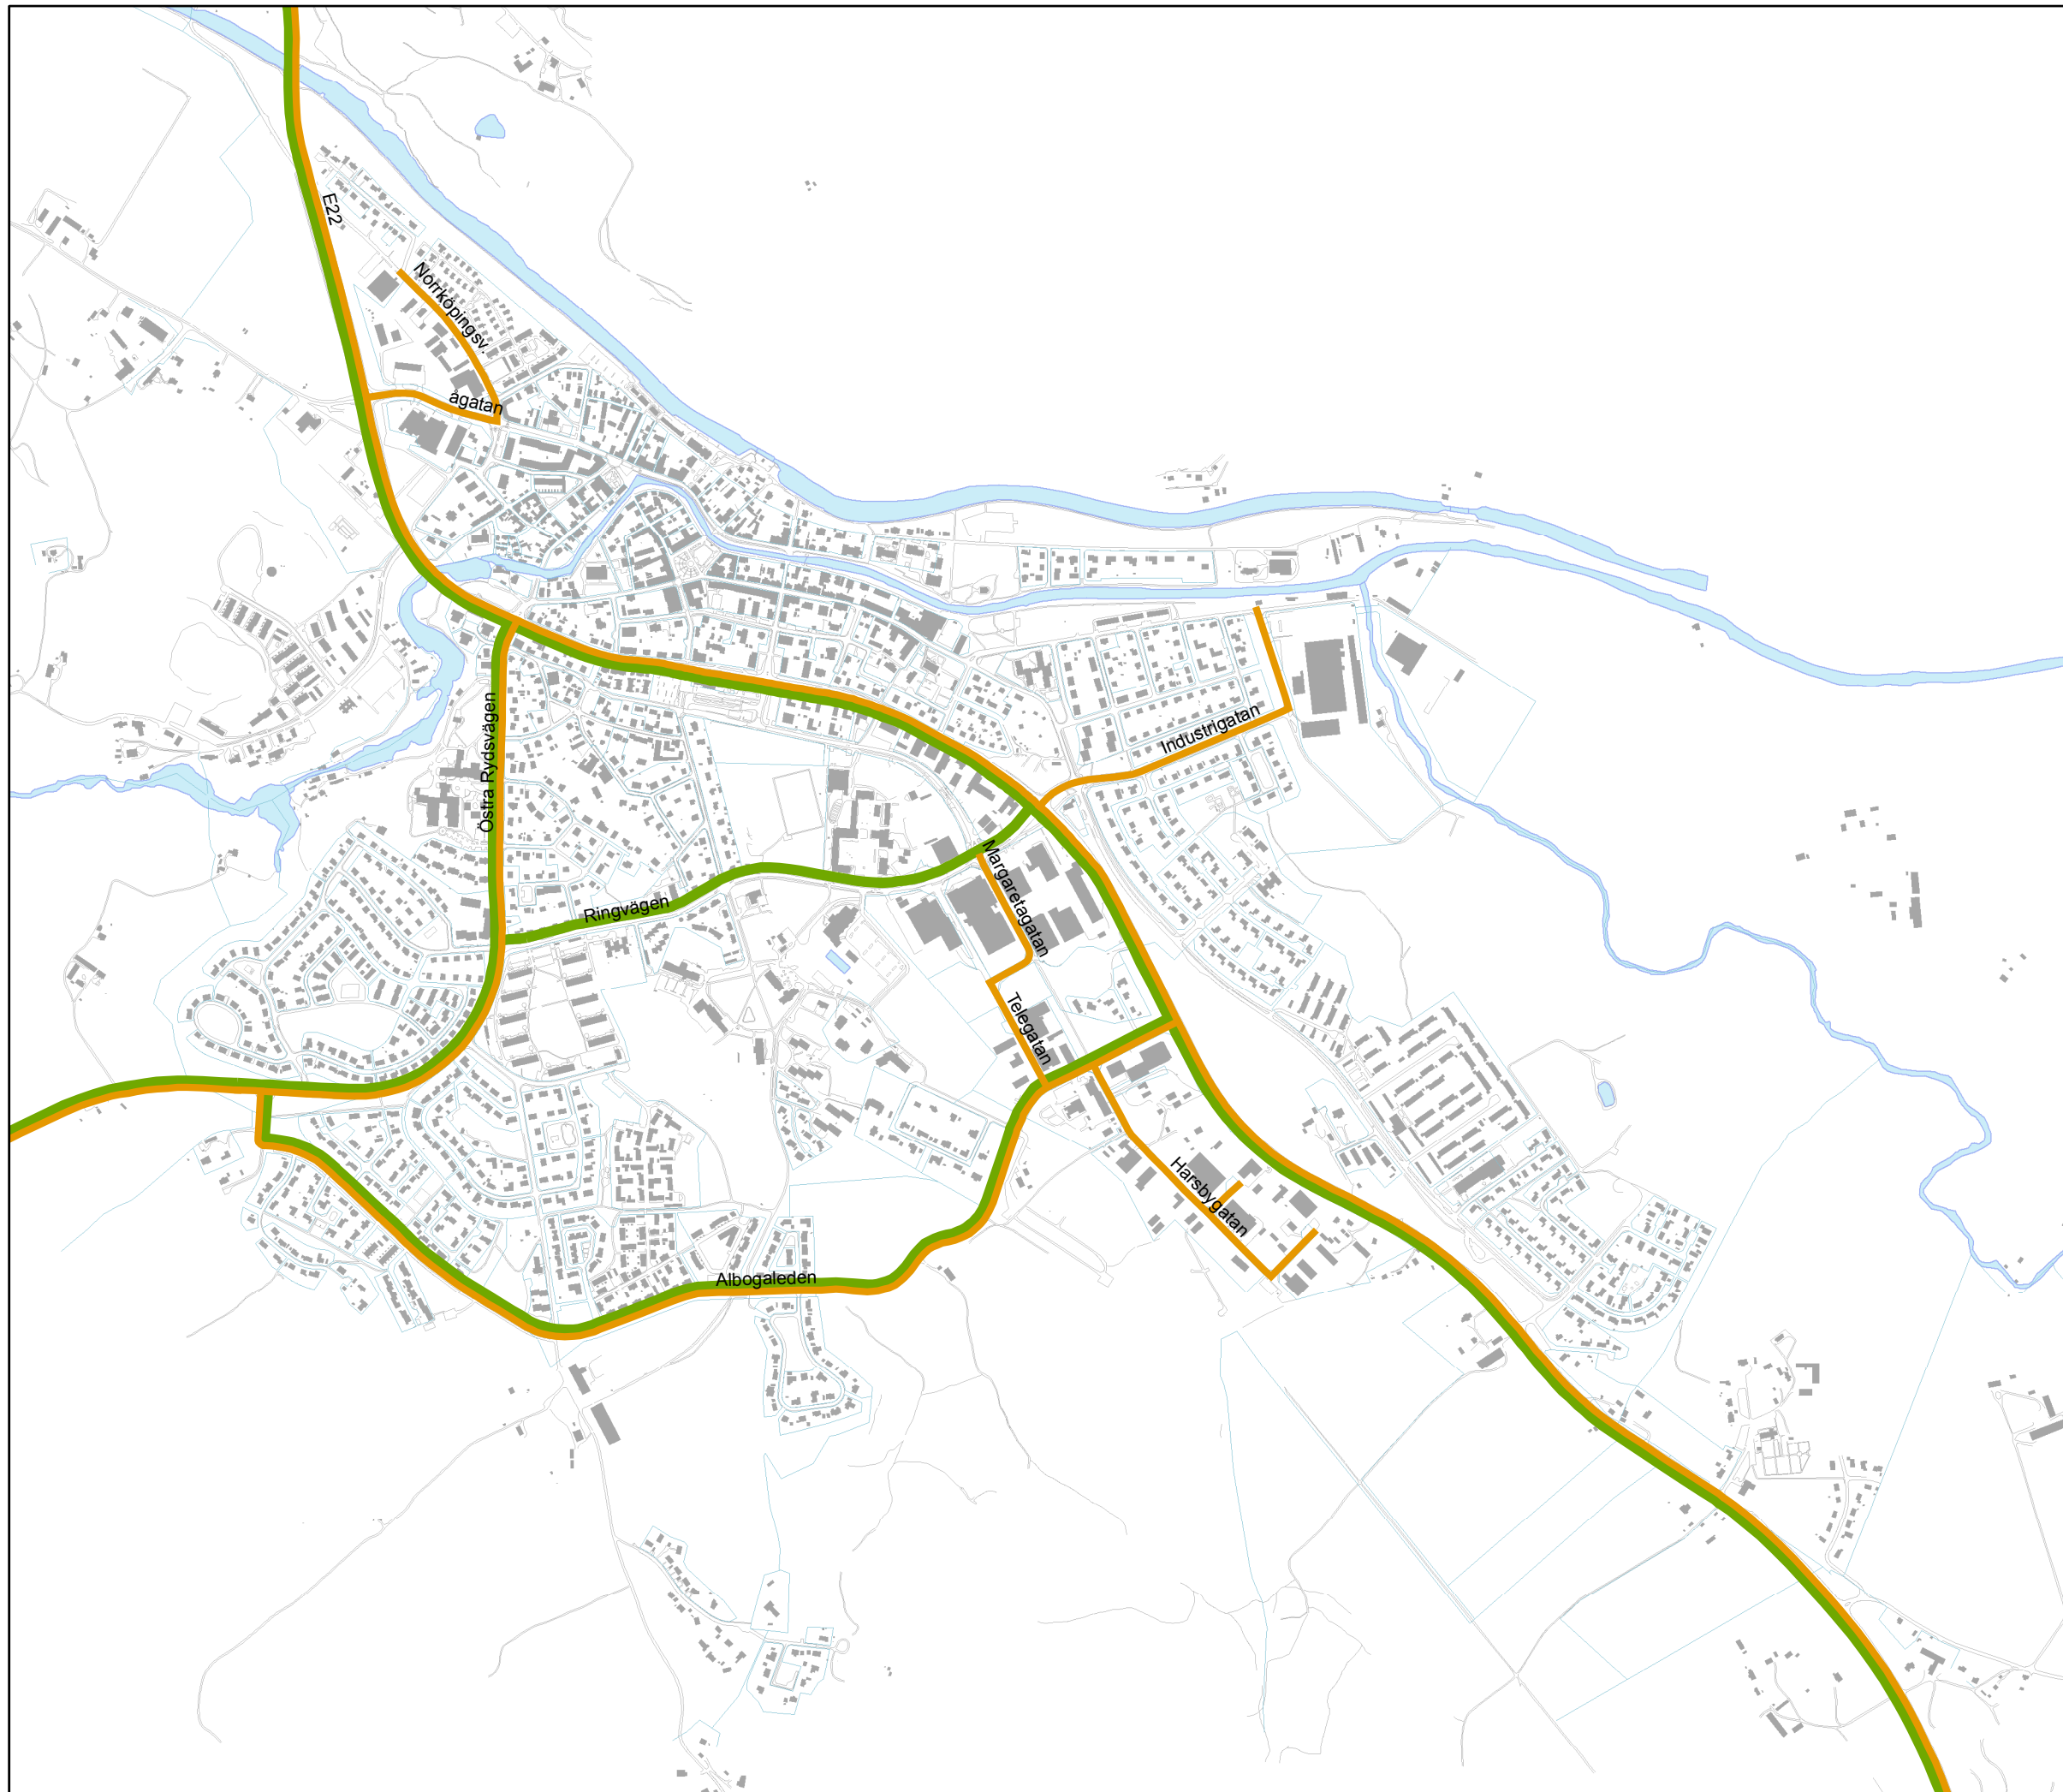 E22
Norrköpingsv.
ågatan
Östra Rydsvägen
Industrigatan
Margaretagatan
Ringvägen
Telegatan
Harsbygatan
Albogaleden